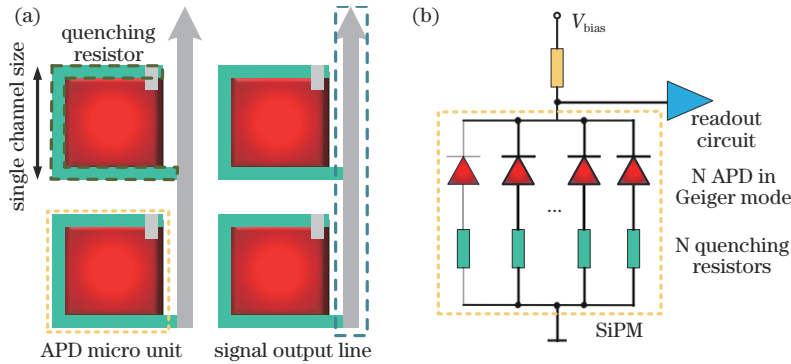 (a)
quenching
resistor
single channel size
APD micro unit
signal output line
(b)
V_bias
readout
circuit
N APD in
Geiger mode
...
N quenching
resistors
SiPM